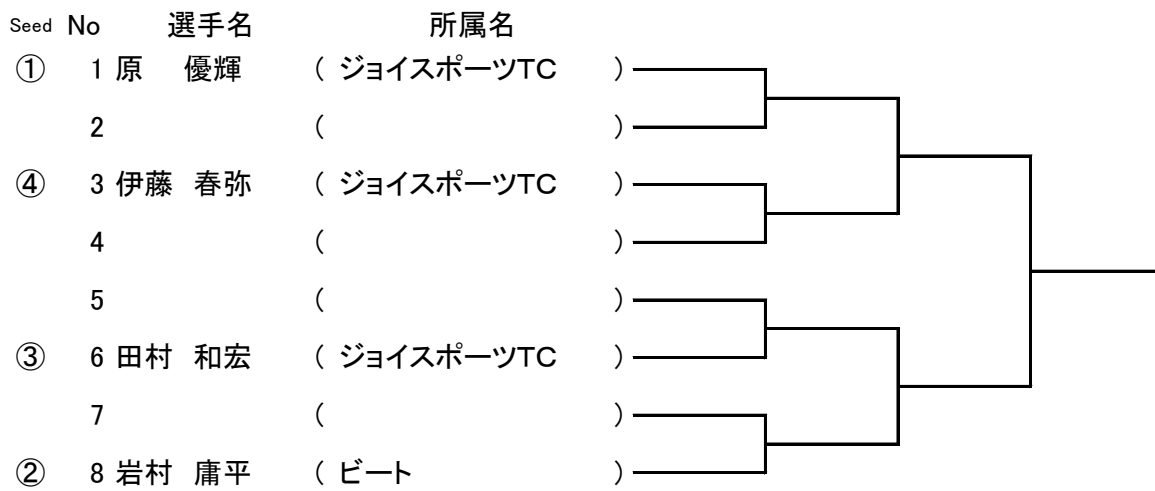 Seed No 選手名 所属名
① 1 原 優輝 ( ジョイスポーツTC )
2 ( )
④ 3 伊藤 春弥 ( ジョイスポーツTC )
4 ( )
5 ( )
③ 6 田村 和宏 ( ジョイスポーツTC )
7 ( )
② 8 岩村 庸平 ( ビート )